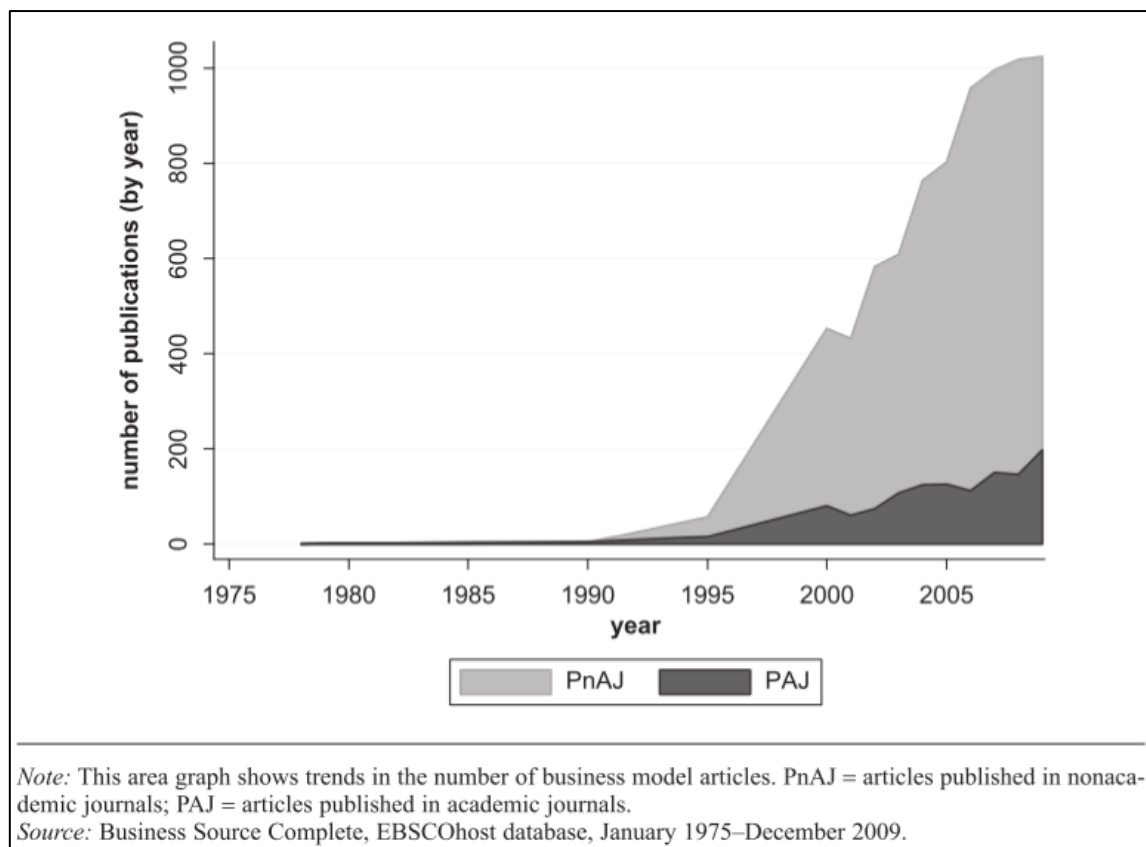 number of publications (by year)
1000
800
600
400
200
0
1975 1980 1985 1990 1995 2000 2005
year
PnAJ PAJ
Note: This area graph shows trends in the number of business model articles. PnAJ = articles published in nonaca-
demic journals; PAJ = articles published in academic journals.
Source: Business Source Complete, EBSCOhost database, January 1975–December 2009.